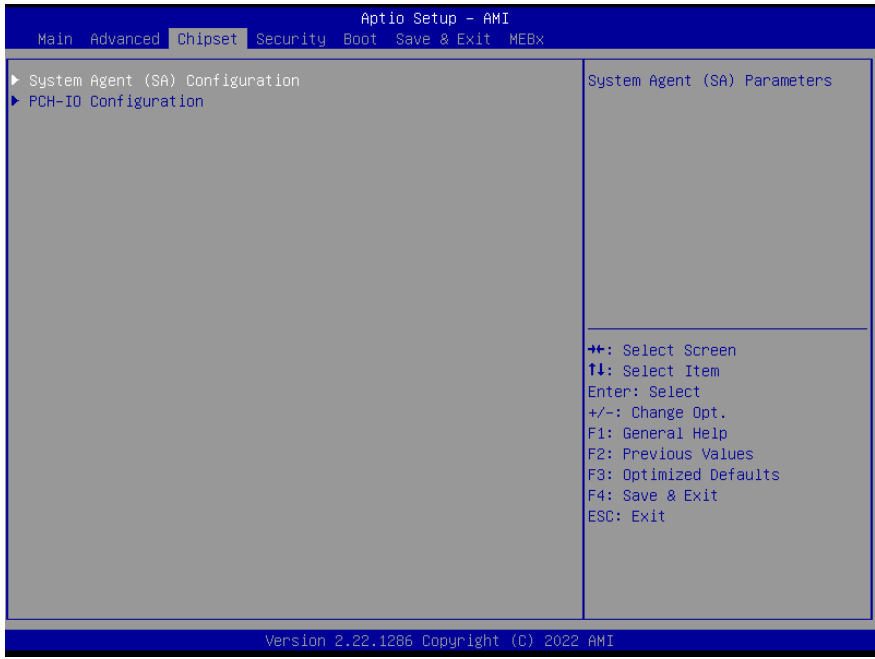 Aptio Setup – AMI
Main Advanced Chipset Security Boot Save & Exit MEBx
▶ System Agent (SA) Configuration
▶ PCH-IO Configuration
System Agent (SA) Parameters
→←: Select Screen
↑↓: Select Item
Enter: Select
+/-: Change Opt.
F1: General Help
F2: Previous Values
F3: Optimized Defaults
F4: Save & Exit
ESC: Exit
Version 2.22.1286 Copyright (C) 2022 AMI